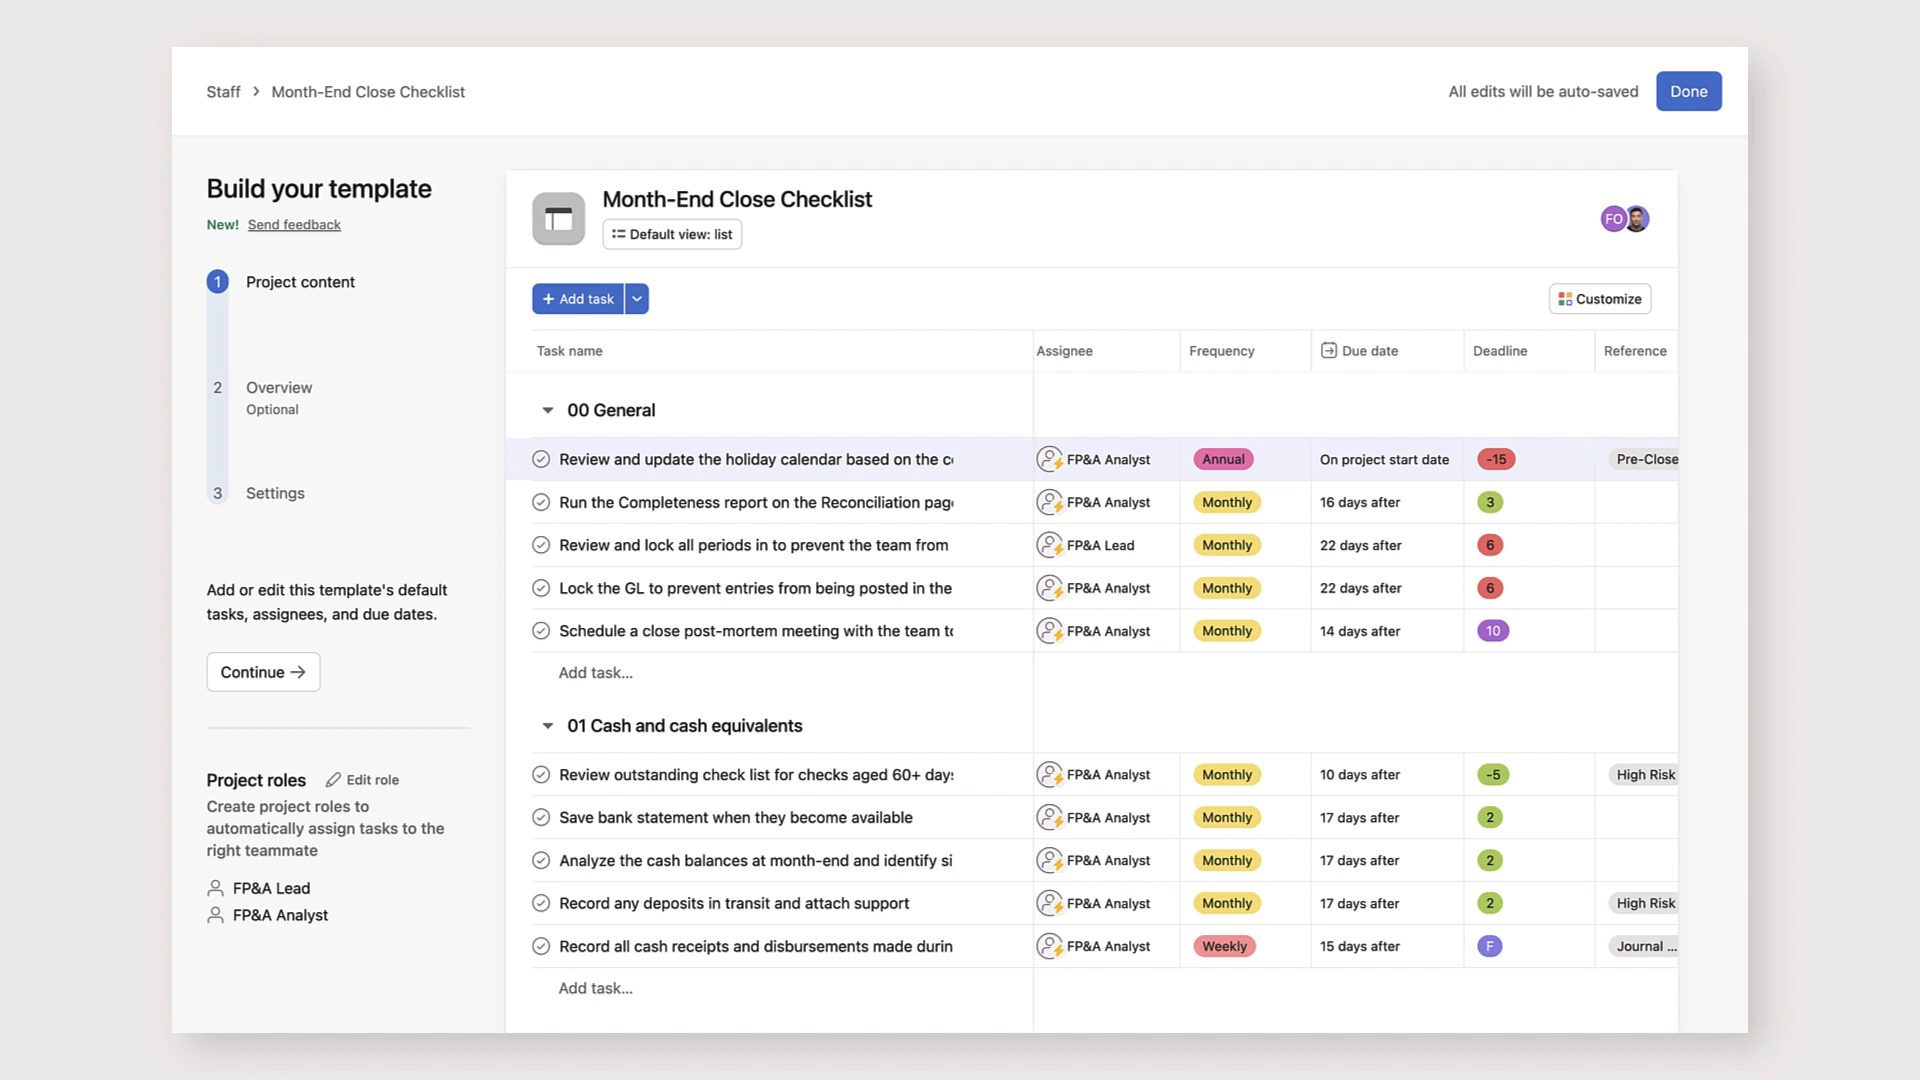 Staff > Month-End Close Checklist
All edits will be auto-saved
Done
Build your template
New! Send feedback
1 Project content
2 Overview
Optional
3 Settings
Add or edit this template's default
tasks, assignees, and due dates.
Continue →
Project roles
Edit role
Create project roles to
automatically assign tasks to the
right teammate
FP&A Lead
FP&A Analyst
Month-End Close Checklist
Default view: list
FO
+ Add task
Customize
Task name Assignee Frequency Due date Deadline Reference
00 General
Review and update the holiday calendar based on the FP&A Analyst Annual On project start date -15 Pre-Close
Run the Completeness report on the Reconciliation FP&A Analyst Monthly 16 days after 3
Review and lock all periods in to prevent the team from FP&A Lead Monthly 22 days after 6
Lock the GL to prevent entries from being posted in the FP&A Analyst Monthly 22 days after 6
Schedule a close post-mortem meeting with the team FP&A Analyst Monthly 14 days after 10
Add task...
01 Cash and cash equivalents
Review outstanding check list for checks aged 60+ days FP&A Analyst Monthly 10 days after -5 High Risk
Save bank statement when they become available FP&A Analyst Monthly 17 days after 2
Analyze the cash balances at month-end and identify si FP&A Analyst Monthly 17 days after 2
Record any deposits in transit and attach support FP&A Analyst Monthly 17 days after 2 High Risk
Record all cash receipts and disbursements made durin FP&A Analyst Weekly 15 days after F Journal ...
Add task...